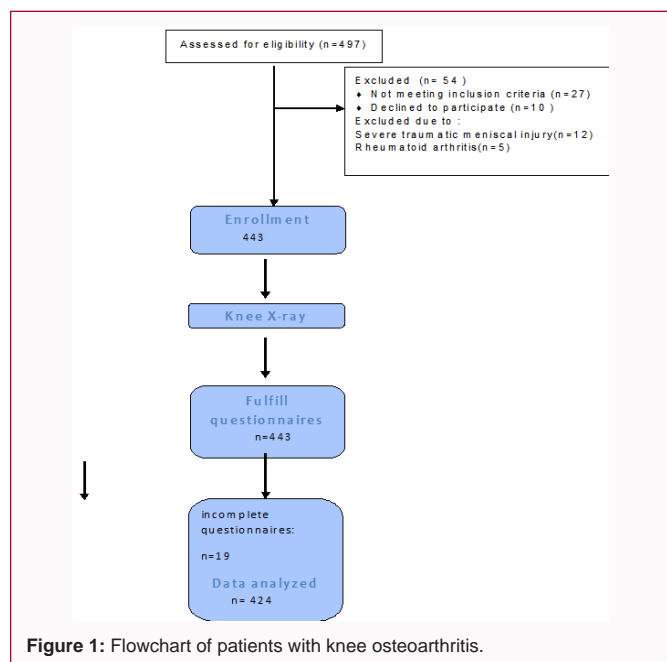 Assessed for eligibility (n=497)
Excluded (n= 54)
♦ Not meeting inclusion criteria (n=27)
♦ Declined to participate (n=10 )
Excluded due to :
Severe traumatic meniscal injury(n=12)
Rheumatoid arthritis(n=5)
Enrollment
443
Knee X-ray
Fulfill
questionnaires
n=443
incomplete
questionnaires:
n=19
Data analyzed
n= 424
Figure 1: Flowchart of patients with knee osteoarthritis.